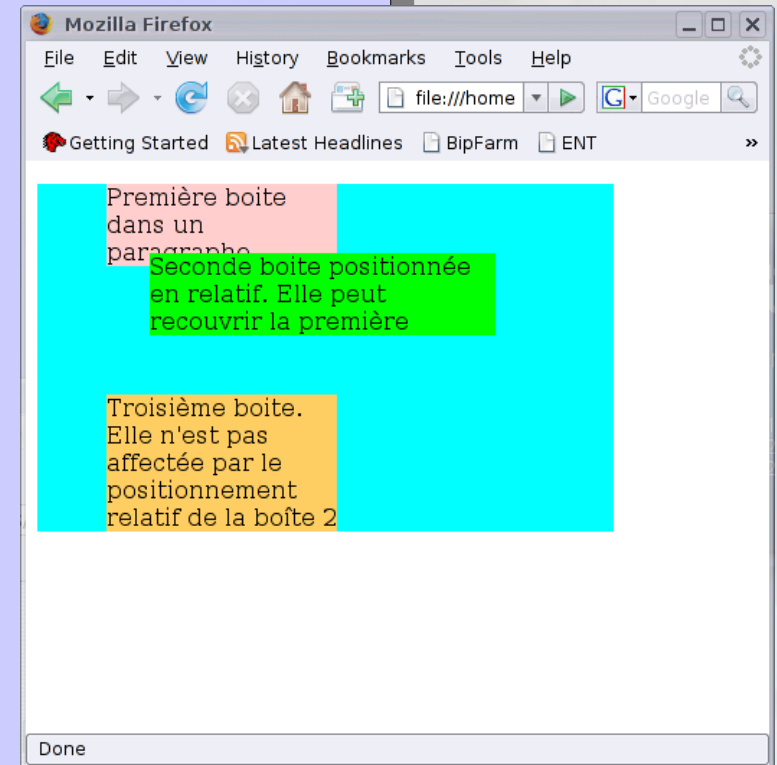 Mozilla Firefox
File Edit View History Bookmarks Tools Help
file:///home G Google
Getting Started Latest Headlines BipFarm ENT »
Première boite
dans un
paragraphe
Seconde boite positionnée
en relatif. Elle peut
recouvrir la première
Troisième boite.
Elle n'est pas
affectée par le
positionnement
relatif de la boîte 2
Done